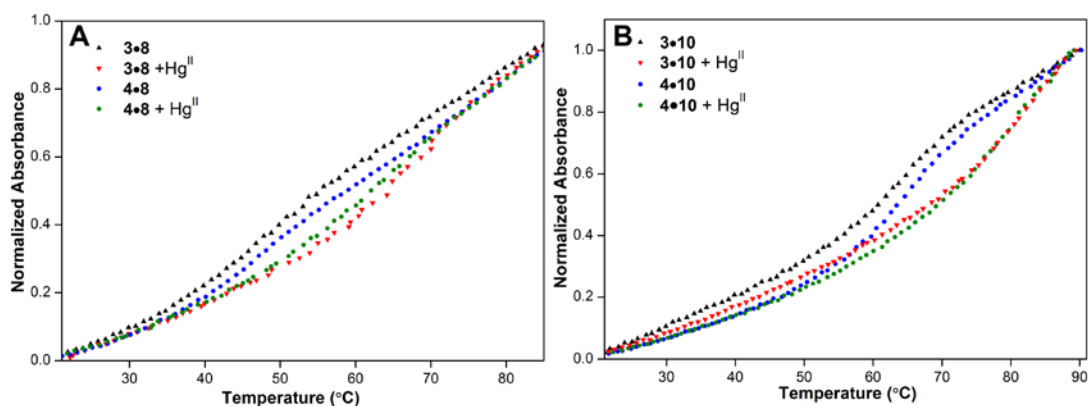 A
3•8
3•8 +Hg^II
4•8
4•8 + Hg^II
1.0
0.8
0.6
0.4
0.2
0.0
30 40 50 60 70 80
Temperature (°C)
Normalized Absorbance
B
3•10
3•10 + Hg^II
4•10
4•10 + Hg^II
1.0
0.8
0.6
0.4
0.2
0.0
30 40 50 60 70 80 90
Temperature (°C)
Normalized Absorbance